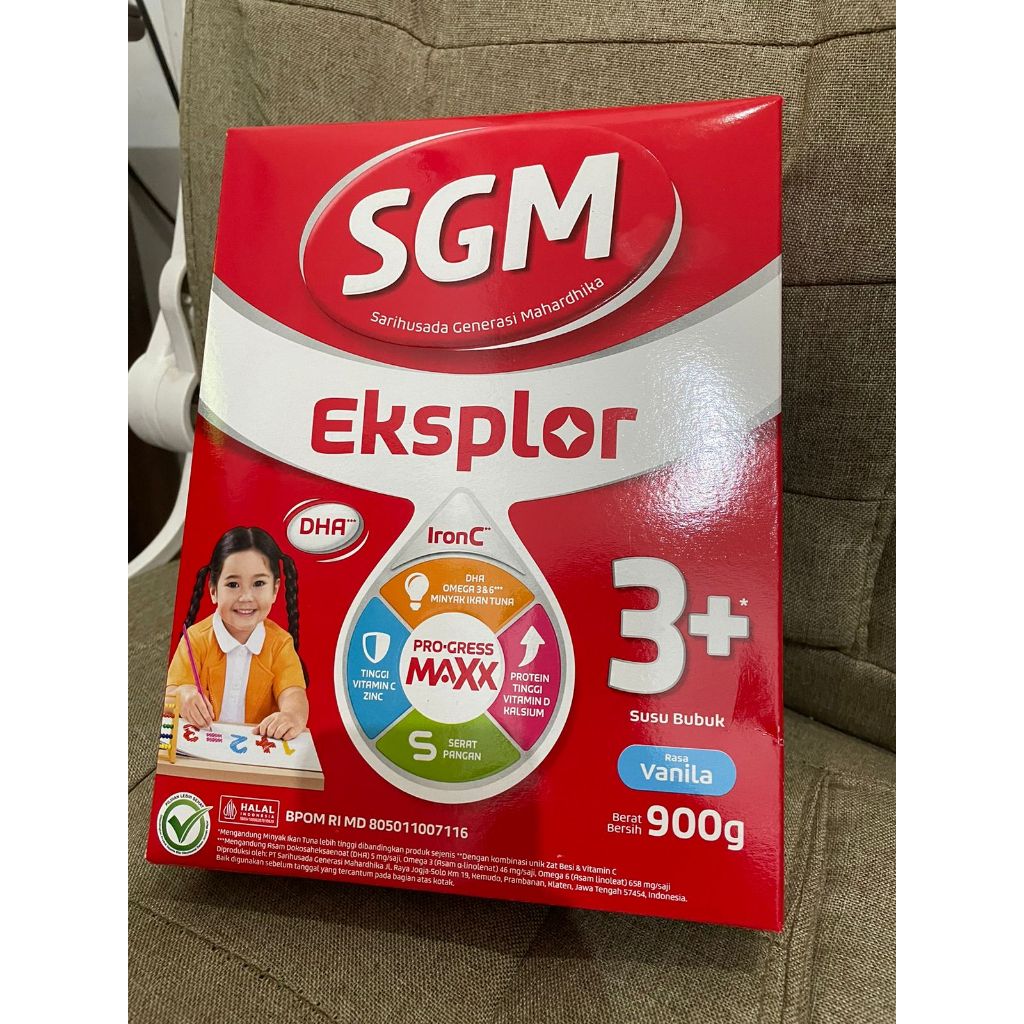 SGM
Sarihusada Generasi Mahardhika
Eksplor
DHA***
IronC**
DHA
OMEGA 3&6***
MINYAK IKAN TUNA
TINGGI
VITAMIN C
ZINC
PRO-GRESS
MAXX
PROTEIN
TINGGI
VITAMIN D
KALSIUM
SERAT
PANGAN
3+*
Susu Bubuk
Rasa
Vanila
Berat
Bersih 900g
PILIHAN LEBIH SEHAT
HALAL
INDONESIA
BPOM RI MD 805011007116
*Mengandung Minyak Ikan Tuna lebih tinggi dibandingkan produk sejenis **Dengan kombinasi unik Zat Besi & Vitamin C
***Mengandung Asam Dokosaheksaenoat (DHA) 5 mg/saji, Omega 3 (Asam α-linolenat) 46 mg/saji, Omega 6 (Asam linoleat) 658 mg/saji
Diproduksi oleh: PT Sarihusada Generasi Mahardhika Jl. Raya Jogja-Solo Km 19, Kemudo, Prambanan, Klaten, Jawa Tengah 57454, Indonesia.
Baik digunakan sebelum tanggal yang tercantum pada bagian atas kotak.